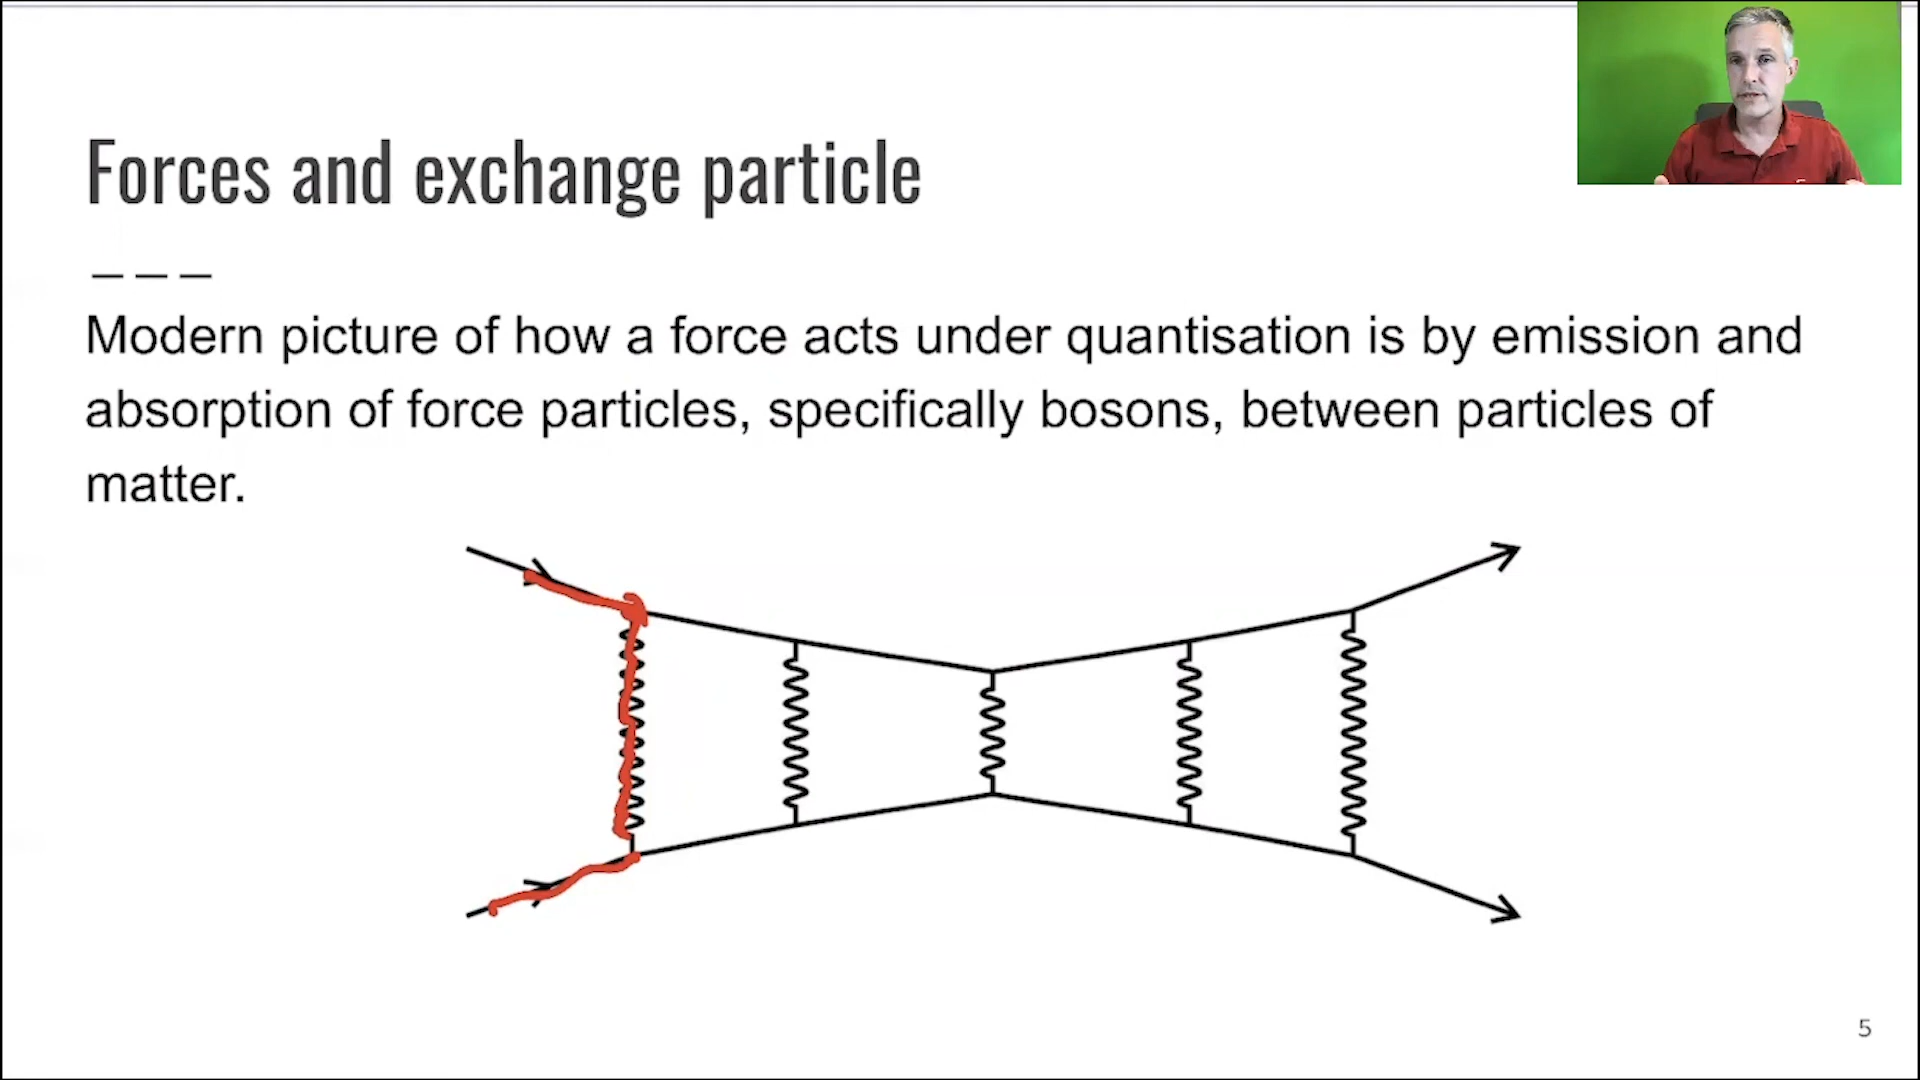 Forces and exchange particle
Modern picture of how a force acts under quantisation is by emission and
absorption of force particles, specifically bosons, between particles of
matter.
5